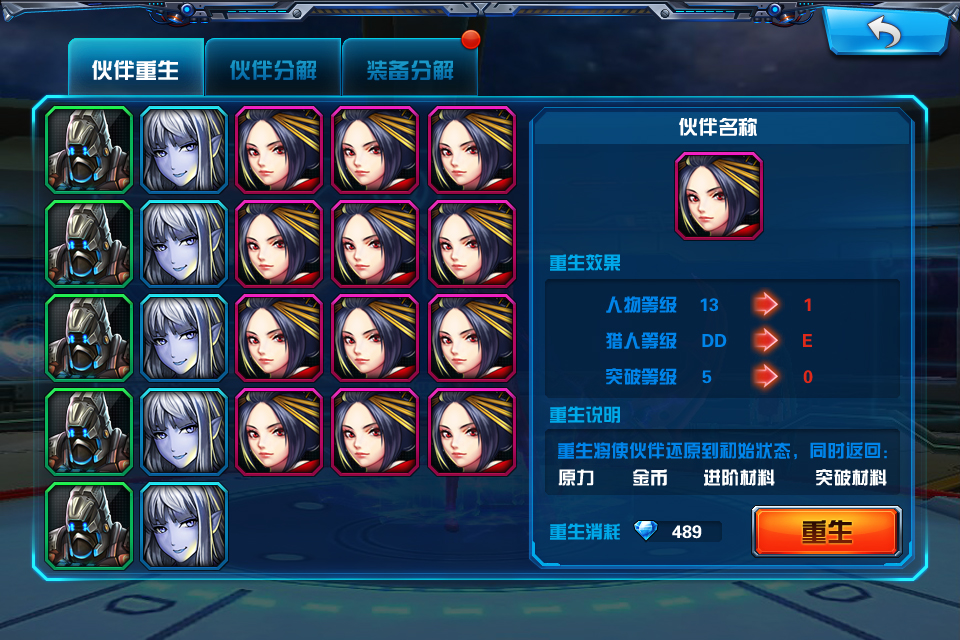 伙伴重生 伙伴分解 装备分解
伙伴名称
重生效果
人物等级 13 1
猎人等级 DD E
突破等级 5 0
重生说明
重生将使伙伴还原到初始状态，同时返回：
原力 金币 进阶材料 突破材料
重生消耗 489 重生